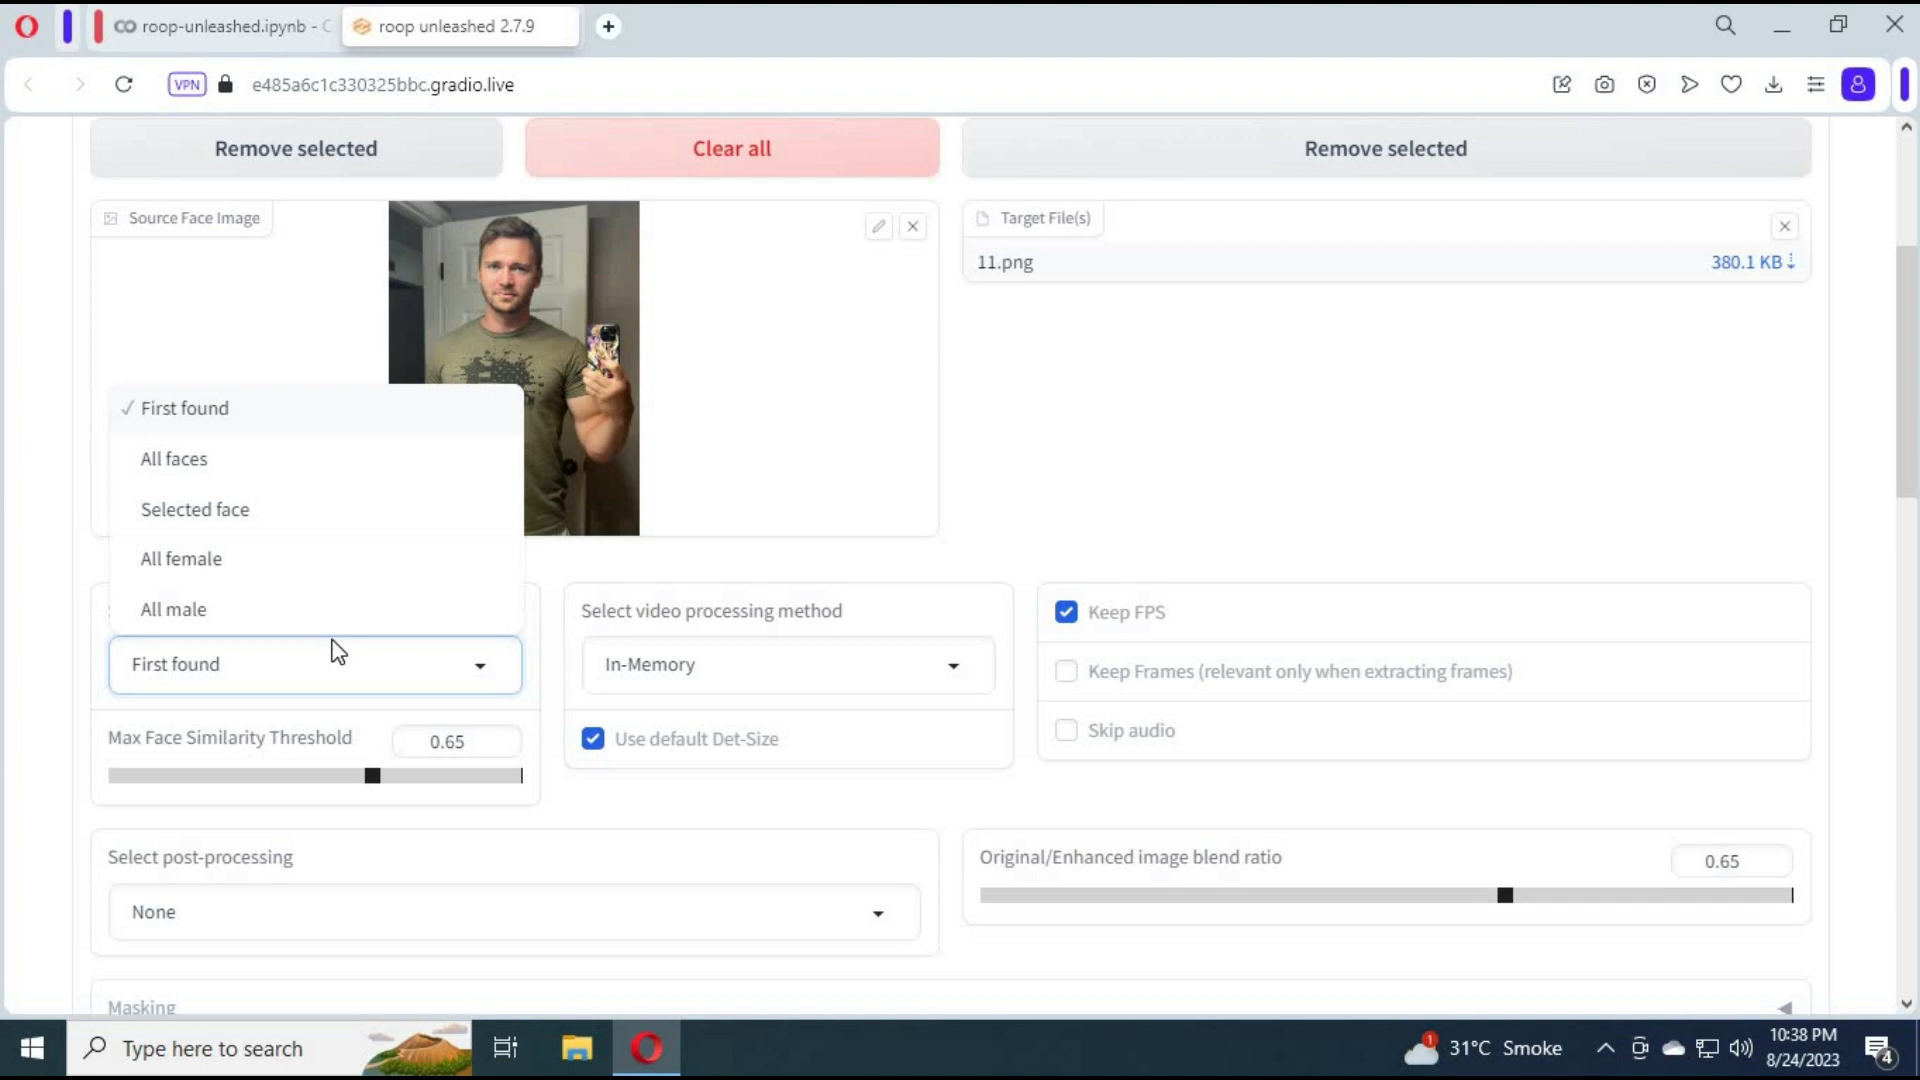 roop-unleashed.ipynb - C
roop unleashed 2.7.9
VPN
e485a6c1c330325bbc.gradio.live
Remove selected
Clear all
Remove selected
Source Face Image
Target File(s)
11.png
380.1 KB
First found
All faces
Selected face
All female
All male
First found
Max Face Similarity Threshold
0.65
Select video processing method
In-Memory
Use default Det-Size
Keep FPS
Keep Frames (relevant only when extracting frames)
Skip audio
Select post-processing
None
Original/Enhanced image blend ratio
0.65
Masking
Type here to search
1
31°C Smoke
10:38 PM
8/24/2023
4